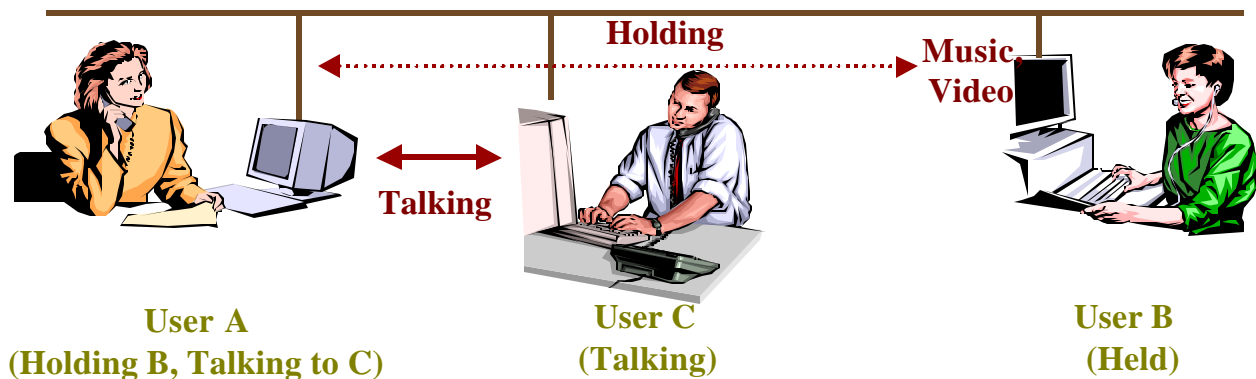 Holding
Music,
Video
Talking
User A
(Holding B, Talking to C)
User C
(Talking)
User B
(Held)